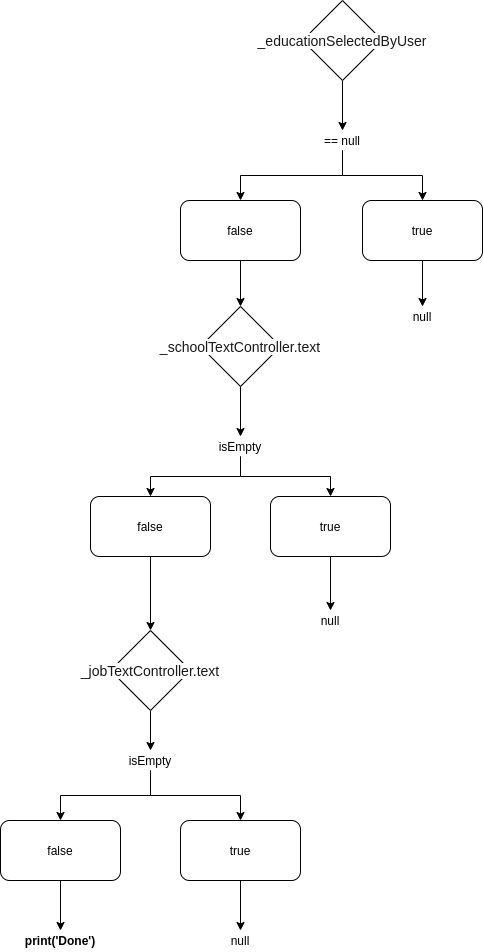 _educationSelectedByUser
== null
false
true
null
_schoolTextController.text
isEmpty
false
true
null
_jobTextController.text
isEmpty
false
true
print('Done')
null